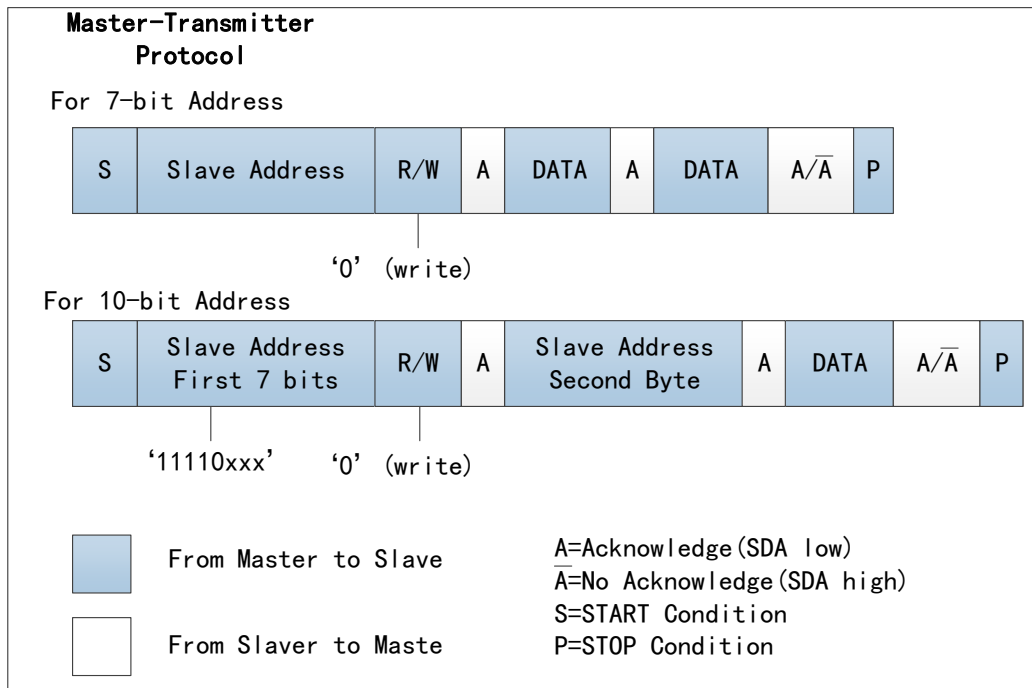 Master-Transmitter
Protocol
For 7-bit Address
S Slave Address R/W A DATA A DATA A/A̅ P
‘0’ (write)
For 10-bit Address
S Slave Address First 7 bits R/W A Slave Address Second Byte A DATA A/A̅ P
‘11110xxx’ ‘0’ (write)
From Master to Slave
From Slaver to Maste
A=Acknowledge(SDA low)
A̅=No Acknowledge(SDA high)
S=START Condition
P=STOP Condition